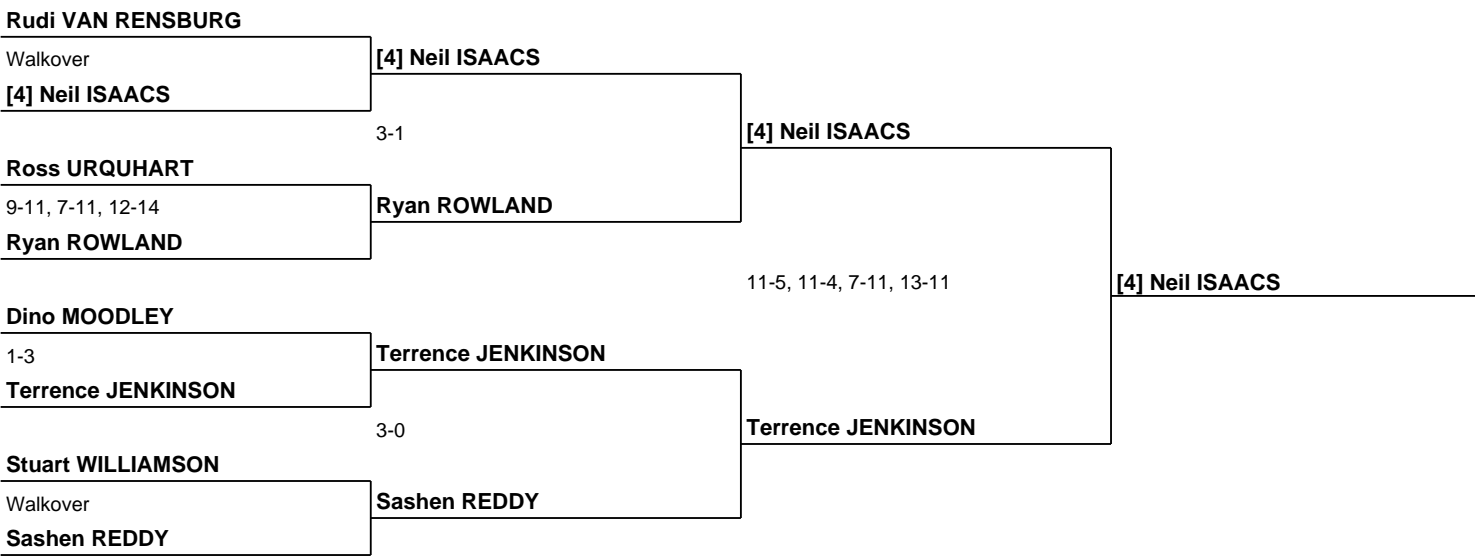 Rudi VAN RENSBURG
Walkover
[4] Neil ISAACS
[4] Neil ISAACS
3-1
[4] Neil ISAACS
Ross URQUHART
9-11, 7-11, 12-14
Ryan ROWLAND
Ryan ROWLAND
11-5, 11-4, 7-11, 13-11
[4] Neil ISAACS
Dino MOODLEY
1-3
Terrence JENKINSON
Terrence JENKINSON
3-0
Terrence JENKINSON
Stuart WILLIAMSON
Walkover
Sashen REDDY
Sashen REDDY